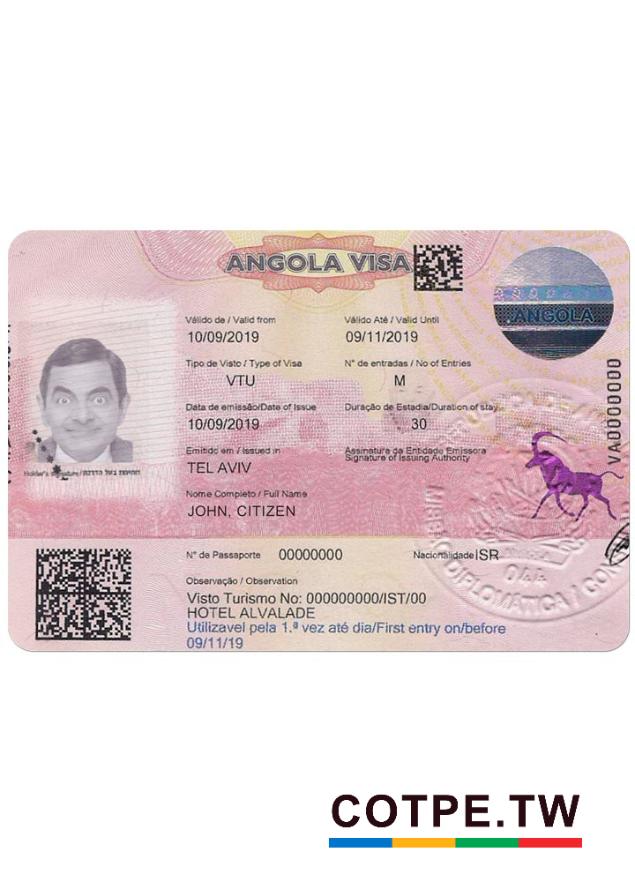 ANGOLA VISA
ANGOLA
Válido de / Valid from
Válido Até / Valid Until
10/09/2019
09/11/2019
Tipo de Visto / Type of Visa
N° de entradas / No of Entries
VTU
M
Data de emissão/Date of Issue
Duração de Estadia/Duration of stay
10/09/2019
30
Emitido em / Issued in
Assinatura da Entidade Emissora
Signature of Issuing Authority
TEL AVIV
Holder's signature / חתימת בעל הדרכון
Nome Completo / Full Name
JOHN, CITIZEN
VA0000000
N° de Passaporte 00000000
Nacionalidade ISR
Observação / Observation
Visto Turismo No: 000000000/IST/00
HOTEL ALVALADE
Utilizavel pela 1.ª vez até dia/First entry on/before
09/11/19
DIPLOMÁTICA / CON
COTPE.TW